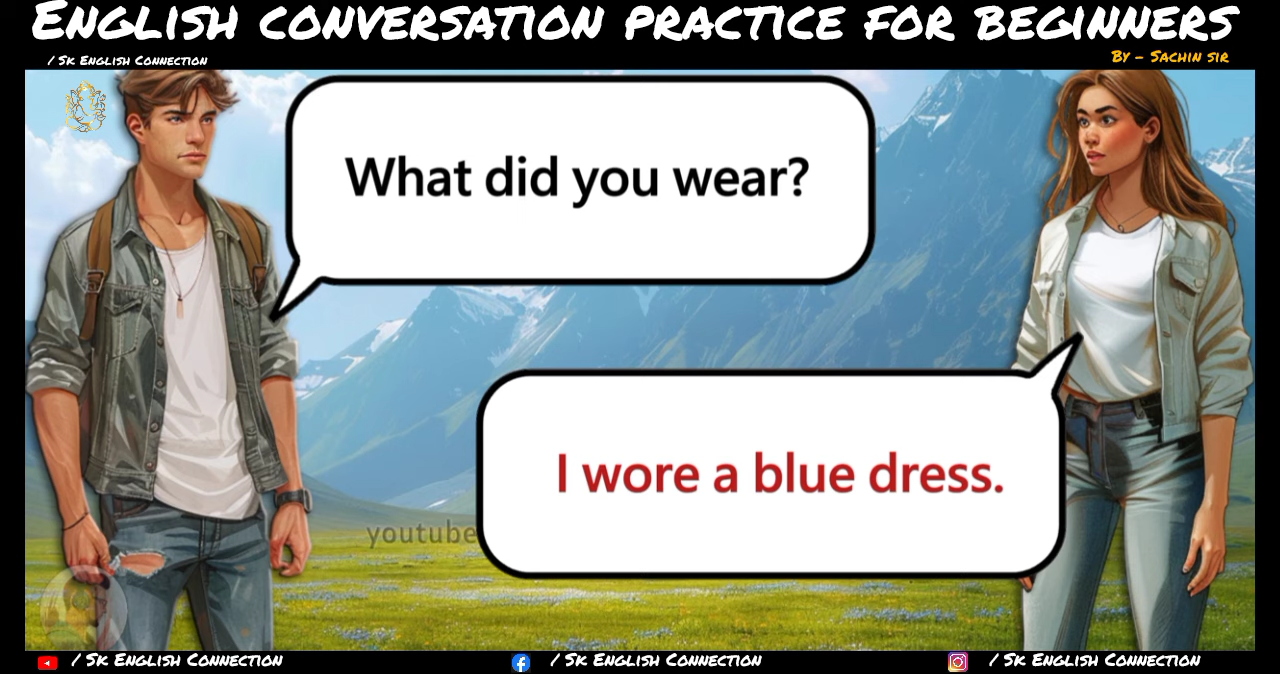 English conversation practice for beginners
/ Sk English Connection
By - Sachin sir
What did you wear?
I wore a blue dress.
youtube
/ Sk English Connection
/ Sk English Connection
/ Sk English Connection